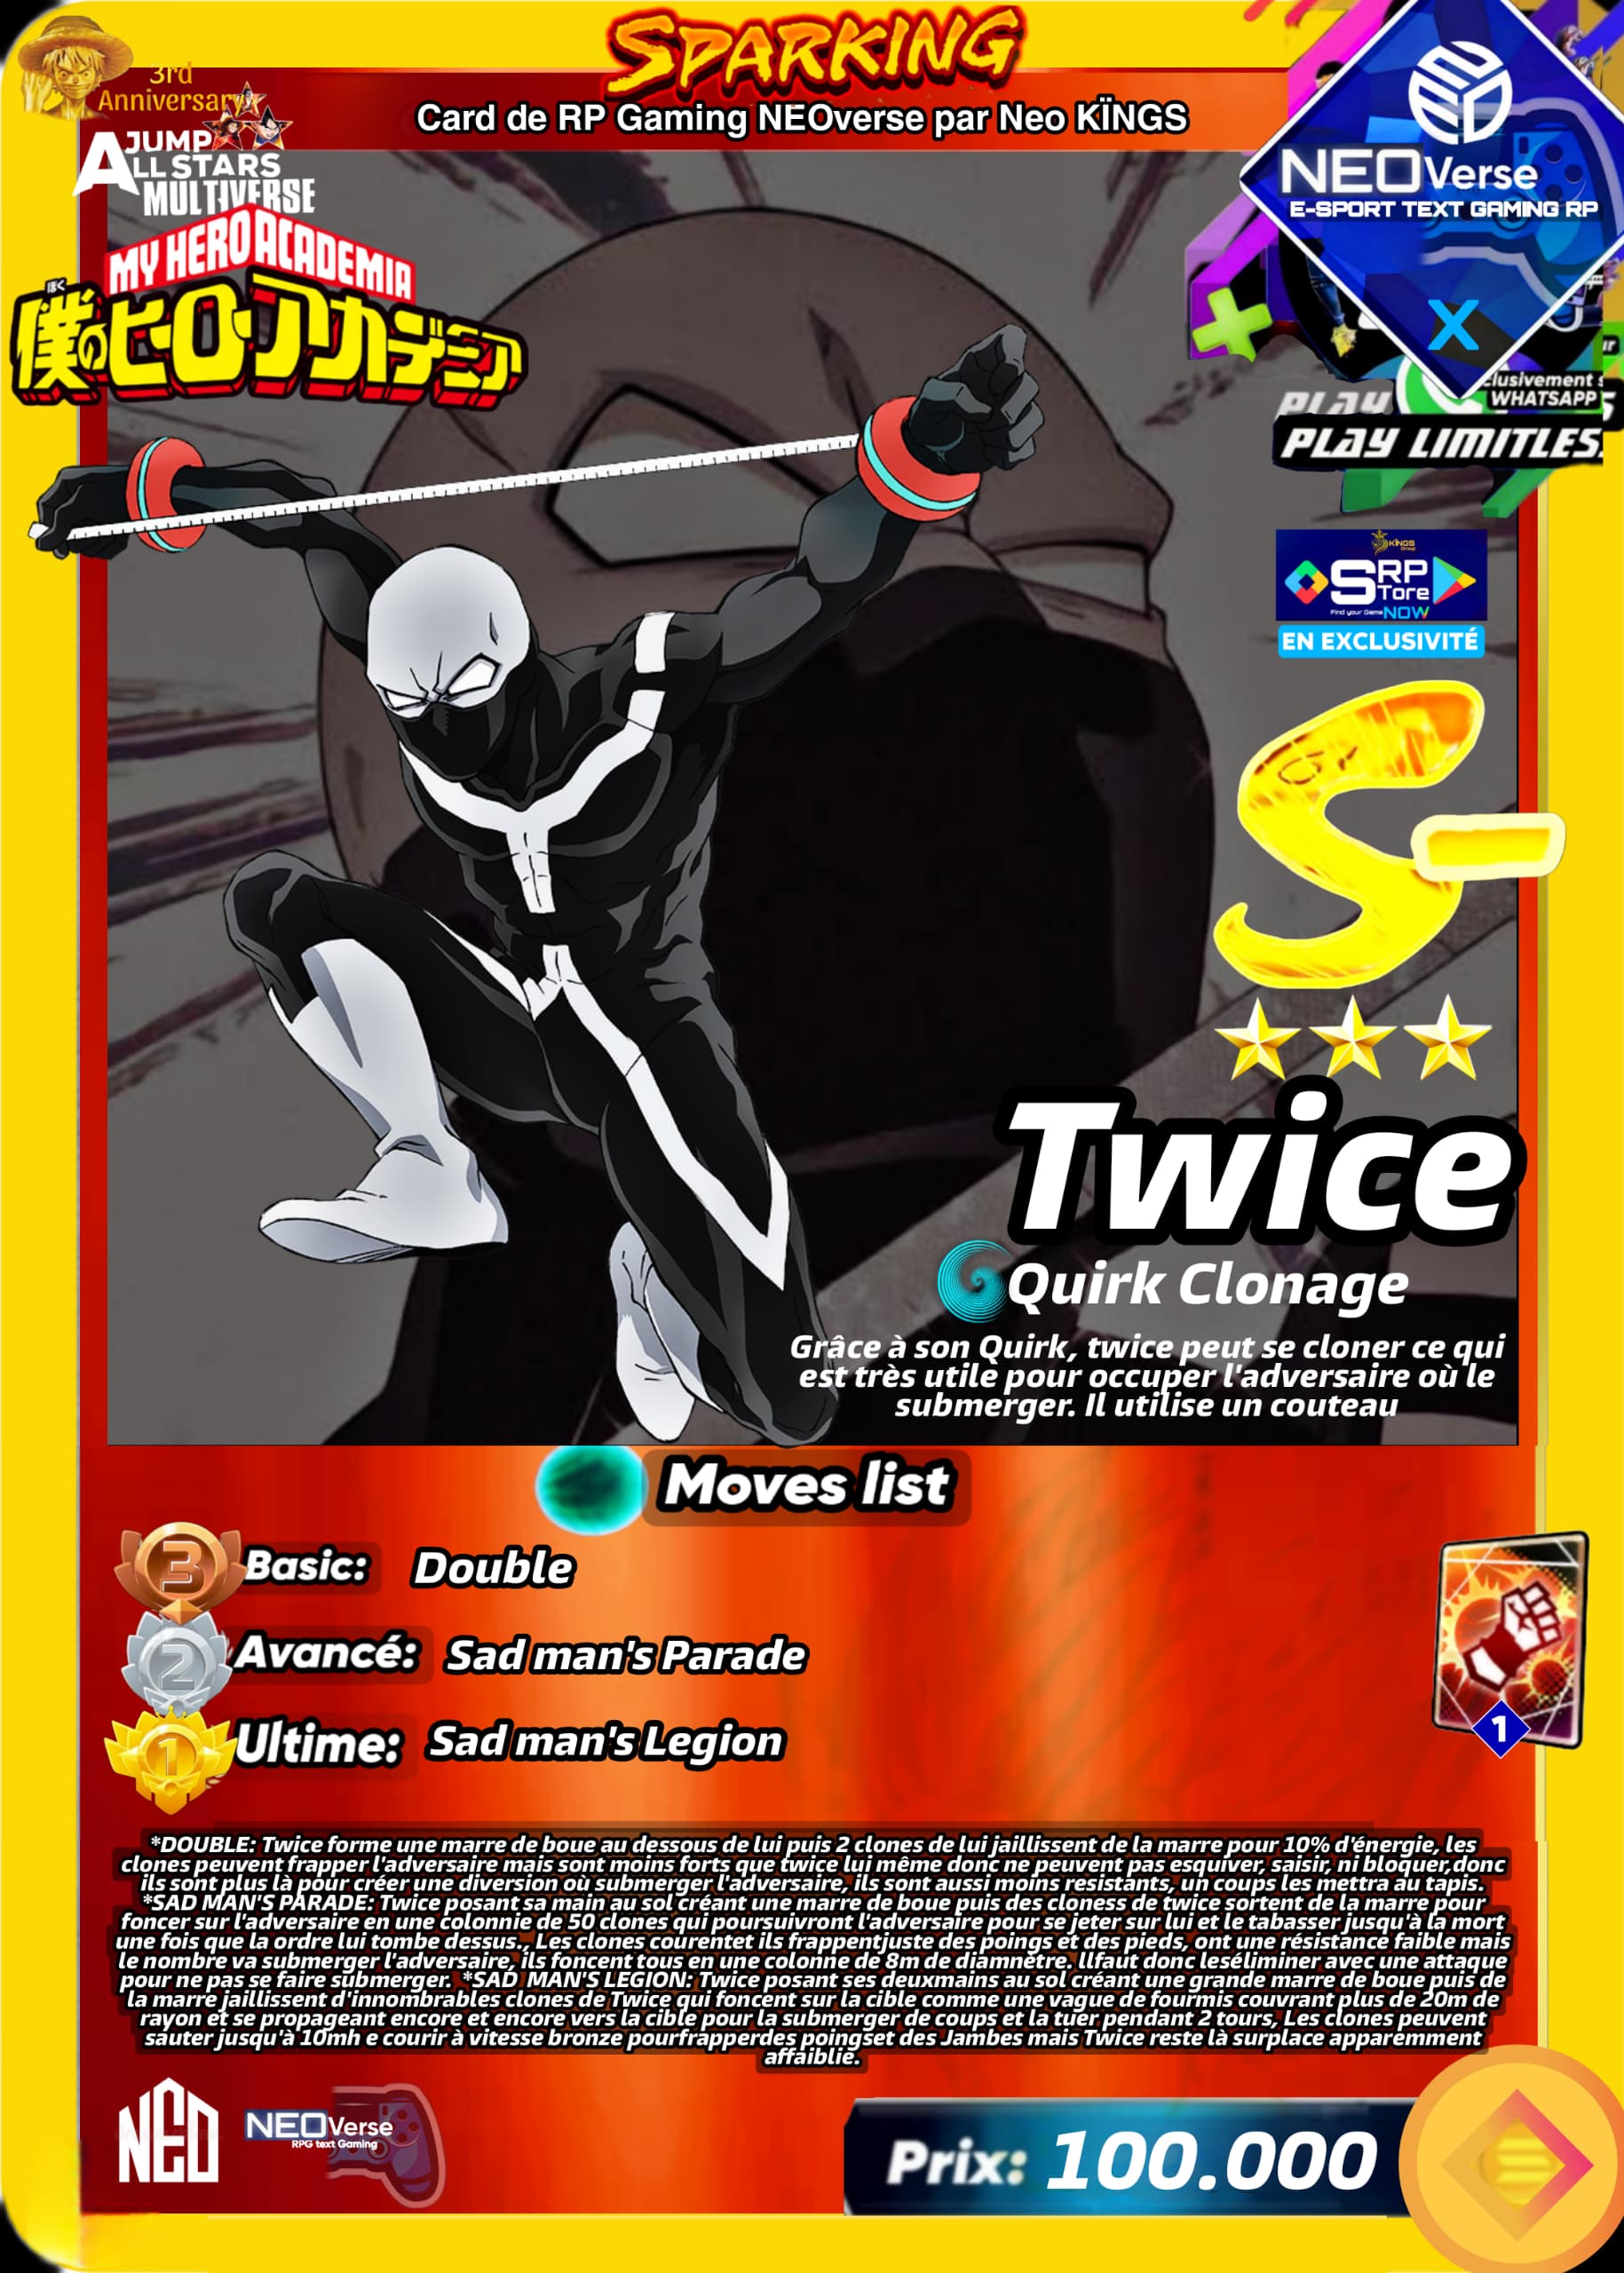 SPARKING
Card de RP Gaming NEOverse par Neo KÏNGS
3rd
Anniversary
JUMP
ALL STARS
MULTIVERSE
MY HERO ACADEMIA
ぼく
僕のヒーローアカデミア
NEOVerse
E-SPORT TEXT GAMING RP
X
clusivement s
WHATSAPP
PLAY
PLAY LIMITLES
KINGS
SRP
Tore
Find your Game NOW
EN EXCLUSIVITÉ
S-
Twice
Quirk Clonage
Grâce à son Quirk, twice peut se cloner ce qui
est très utile pour occuper l'adversaire où le
submerger. Il utilise un couteau
Moves list
3 Basic: Double
2 Avancé: Sad man's Parade
1 Ultime: Sad man's Legion
1
*DOUBLE: Twice forme une marre de boue au dessous de lui puis 2 clones de lui jaillissent de la marre pour 10% d'énergie, les
clones peuvent frapper l'adversaire mais sont moins forts que twice lui même donc ne peuvent pas esquiver, saisir, ni bloquer,donc
ils sont plus là pour créer une diversion où submerger l'adversaire, ils sont aussi moins resistants, un coups les mettra au tapis.
*SAD MAN'S PARADE: Twice posant sa main au sol créant une marre de boue puis des cloness de twice sortent de la marre pour
foncer sur l'adversaire en une colonnie de 50 clones qui poursuivront l'adversaire pour se jeter sur lui et le tabasser jusqu'à la mort
une fois que la ordre lui tombe dessus., Les clones courentet ils frappentjuste des poings et des pieds, ont une résistance faible mais
le nombre va submerger l'adversaire, ils foncent tous en une colonne de 8m de diamnètre. llfaut donc leséliminer avec une attaque
pour ne pas se faire submerger. *SAD MAN'S LEGION: Twice posant ses deuxmains au sol créant une grande marre de boue puis de
la marre jaillissent d'innombrables clones de Twice qui foncent sur la cible comme une vague de fourmis couvrant plus de 20m de
rayon et se propageant encore et encore vers la cible pour la submerger de coups et la tuer pendant 2 tours, Les clones peuvent
sauter jusqu'à 10mh e courir à vitesse bronze pourfrapperdes poingset des Jambes mais Twice reste là surplace apparemment
affaiblie.
NEO
NEOVerse
RPG text Gaming
Prix: 100.000